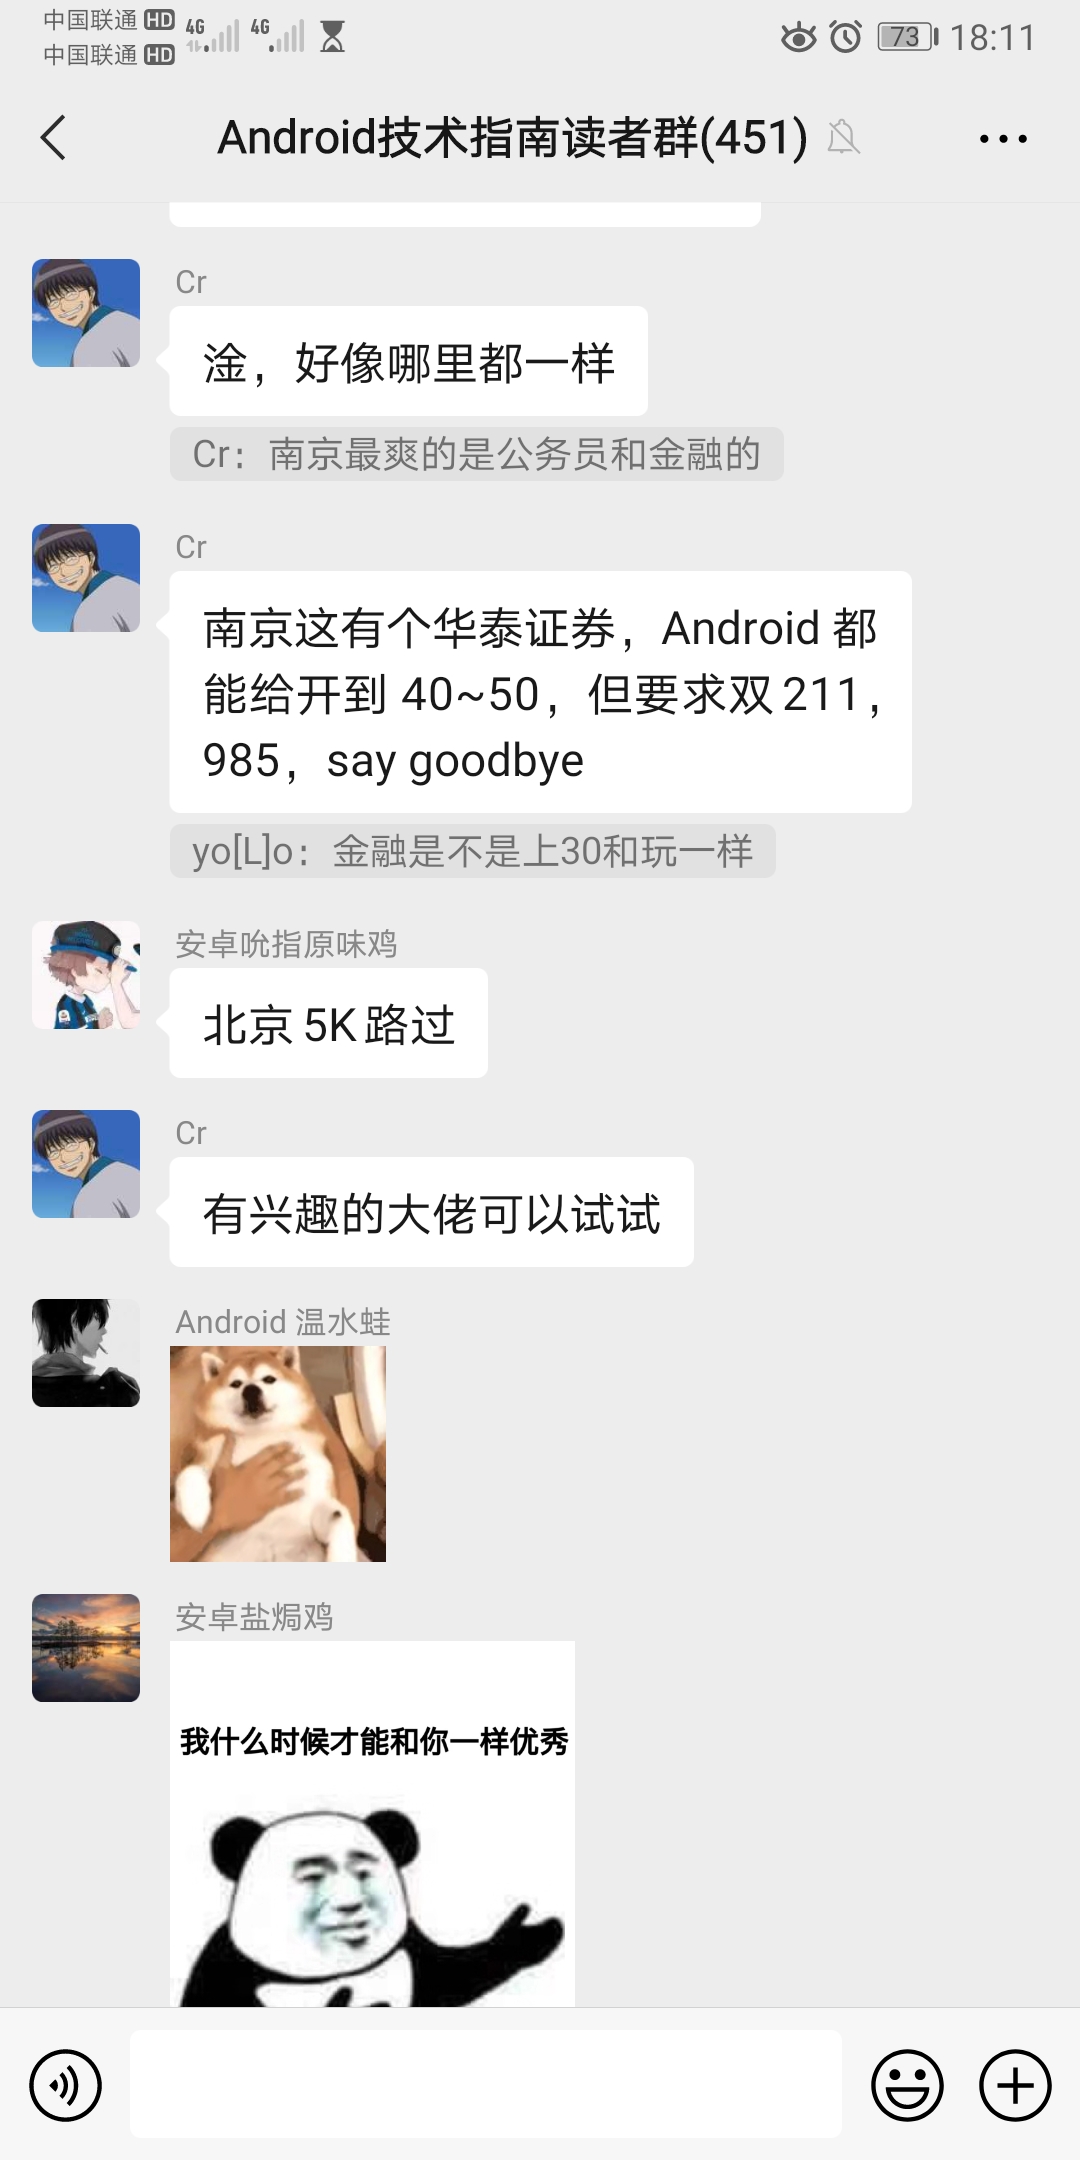 中国联通 HD 4G 4G 73 18:11
中国联通 HD
Android技术指南读者群(451)
Cr
淦，好像哪里都一样
Cr：南京最爽的是公务员和金融的
Cr
南京这有个华泰证券，Android 都
能给开到 40~50，但要求双211，
985，say goodbye
yo[L]o：金融是不是上30和玩一样
安卓吮指原味鸡
北京5K路过
Cr
有兴趣的大佬可以试试
Android 温水蛙
安卓盐焗鸡
我什么时候才能和你一样优秀